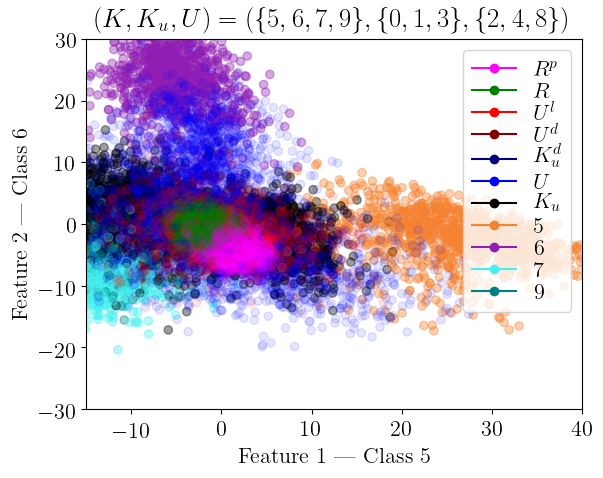 (K, K_u, U) = ({5, 6, 7, 9}, {0, 1, 3}, {2, 4, 8})
30
20
10
0
−10
−20
−30
Feature 2 — Class 6
R^p
R
U^l
U^d
K_u^d
U
K_u
5
6
7
9
−10 0 10 20 30 40
Feature 1 — Class 5